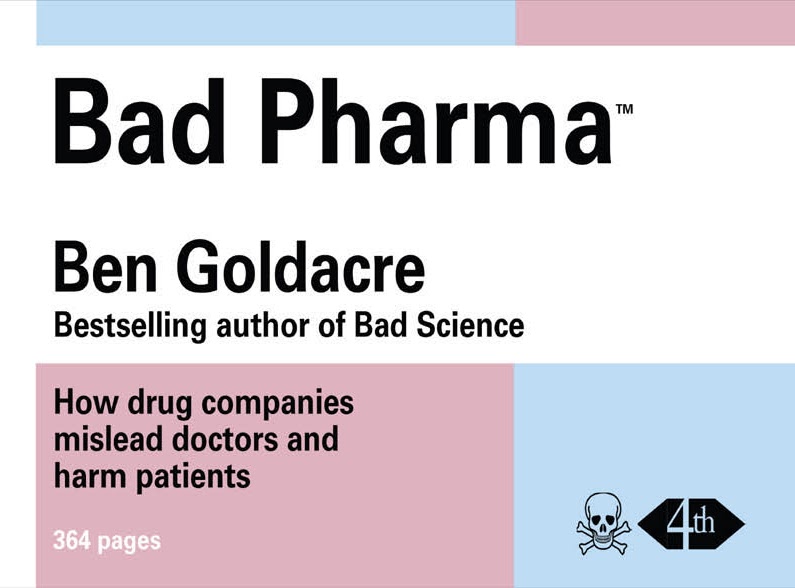 Bad Pharma™
Ben Goldacre
Bestselling author of Bad Science
How drug companies
mislead doctors and
harm patients
364 pages
4th